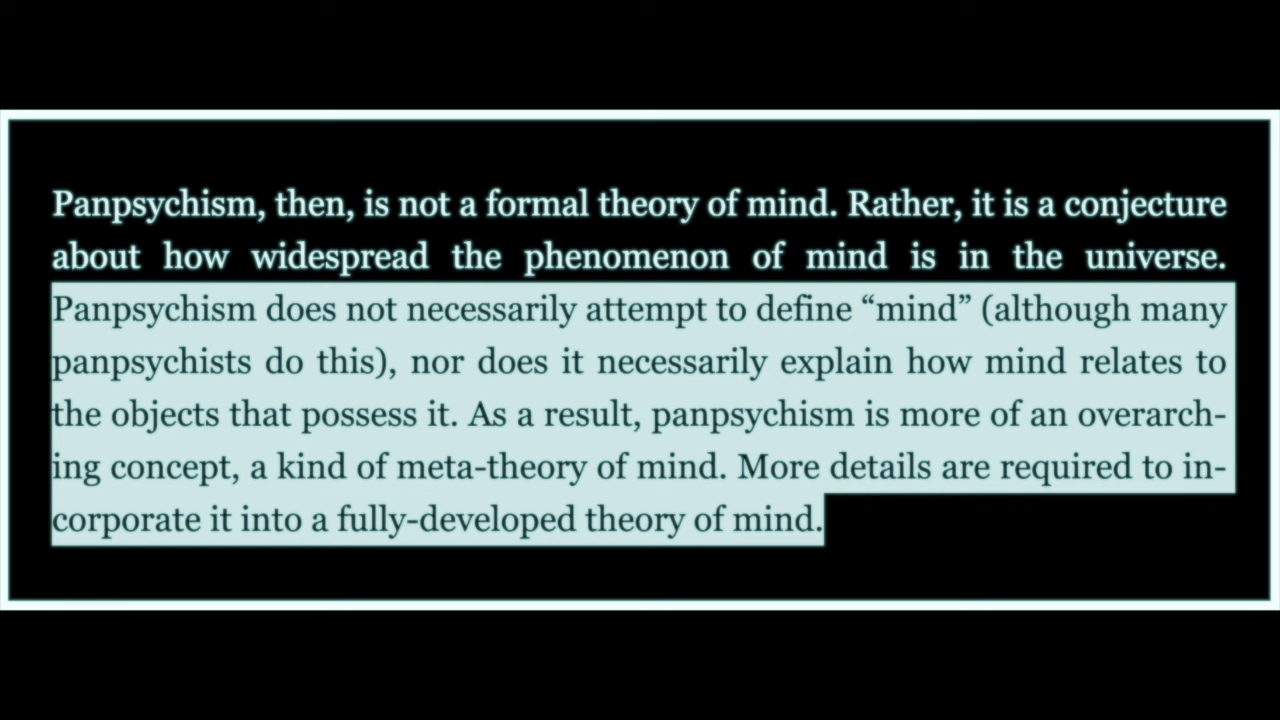 Panpsychism, then, is not a formal theory of mind. Rather, it is a conjecture
about how widespread the phenomenon of mind is in the universe.
Panpsychism does not necessarily attempt to define “mind” (although many
panpsychists do this), nor does it necessarily explain how mind relates to
the objects that possess it. As a result, panpsychism is more of an overarch-
ing concept, a kind of meta-theory of mind. More details are required to in-
corporate it into a fully-developed theory of mind.